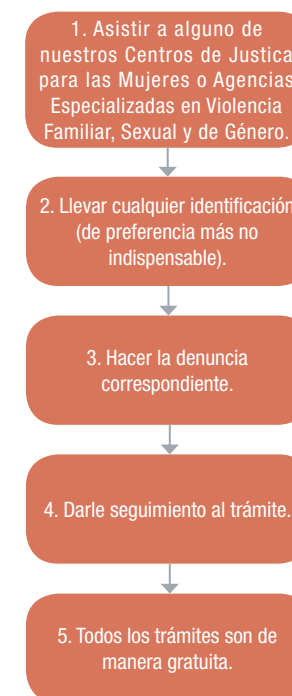 1. Asistir a alguno de
nuestros Centros de Justica
para las Mujeres o Agencias
Especializadas en Violencia
Familiar, Sexual y de Género.
2. Llevar cualquier identificación
(de preferencia más no
indispensable).
3. Hacer la denuncia
correspondiente.
4. Darle seguimiento al trámite.
5. Todos los trámites son de
manera gratuita.